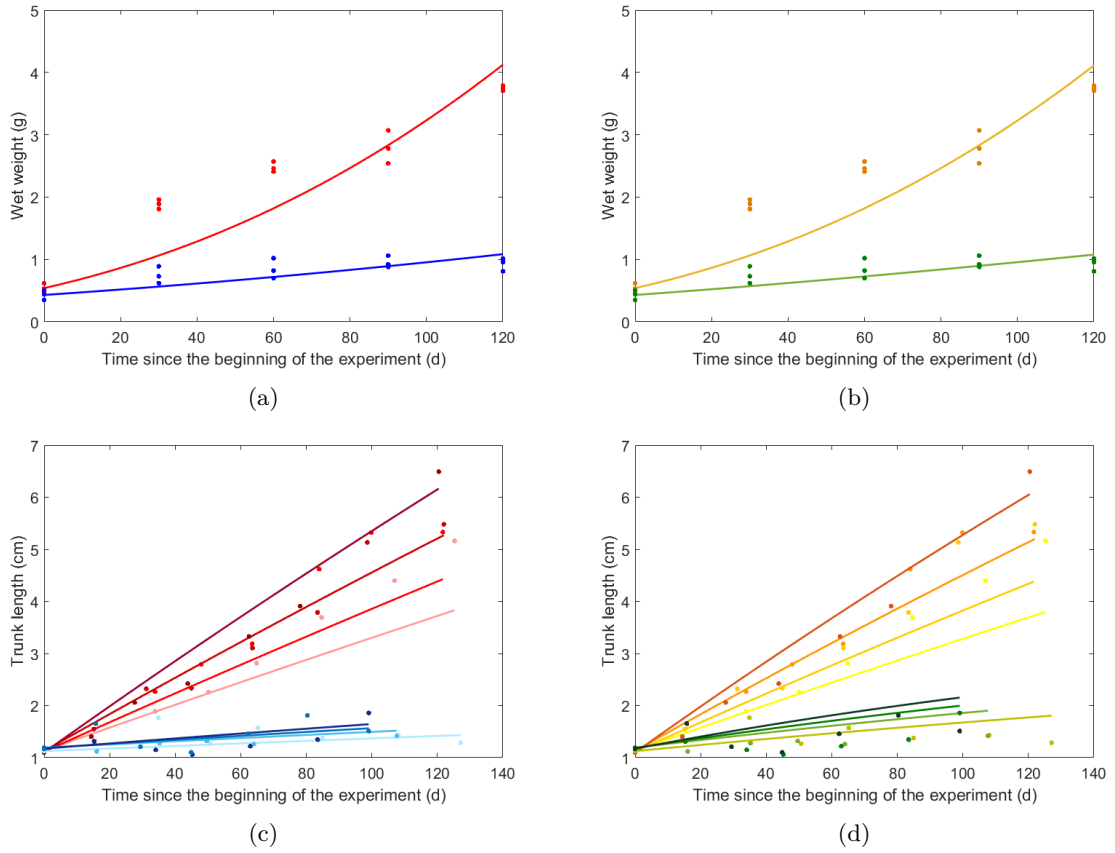 5
4
3
2
1
0
Wet weight (g)
0 20 40 60 80 100 120
Time since the beginning of the experiment (d)
(a)
5
4
3
2
1
0
Wet weight (g)
0 20 40 60 80 100 120
Time since the beginning of the experiment (d)
(b)
7
6
5
4
3
2
1
Trunk length (cm)
0 20 40 60 80 100 120 140
Time since the beginning of the experiment (d)
(c)
7
6
5
4
3
2
1
Trunk length (cm)
0 20 40 60 80 100 120 140
Time since the beginning of the experiment (d)
(d)